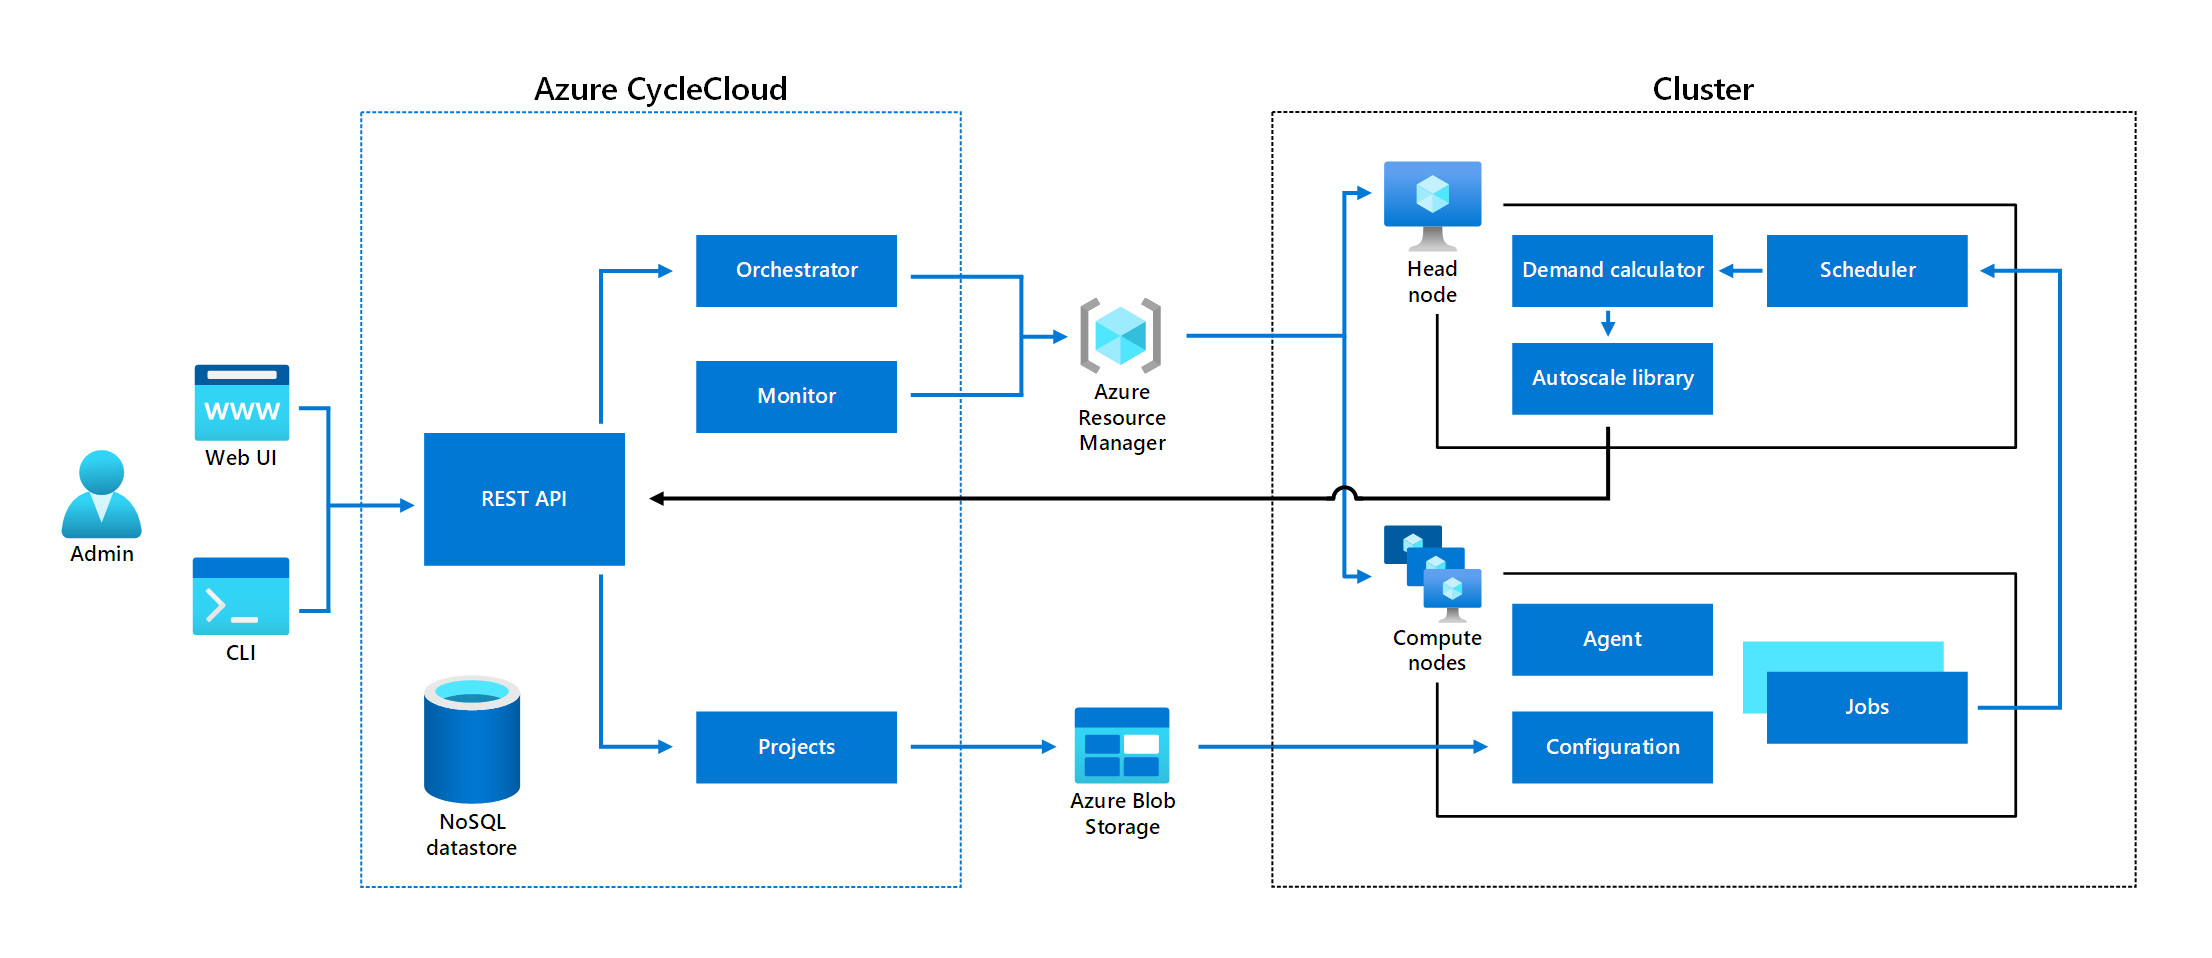 Azure CycleCloud
Cluster
Orchestrator
Monitor
REST API
Projects
NoSQL
datastore
WWW
Web UI
Admin
CLI
Azure
Resource
Manager
Azure Blob
Storage
Head
node
Demand calculator
Scheduler
Autoscale library
Compute
nodes
Agent
Jobs
Configuration